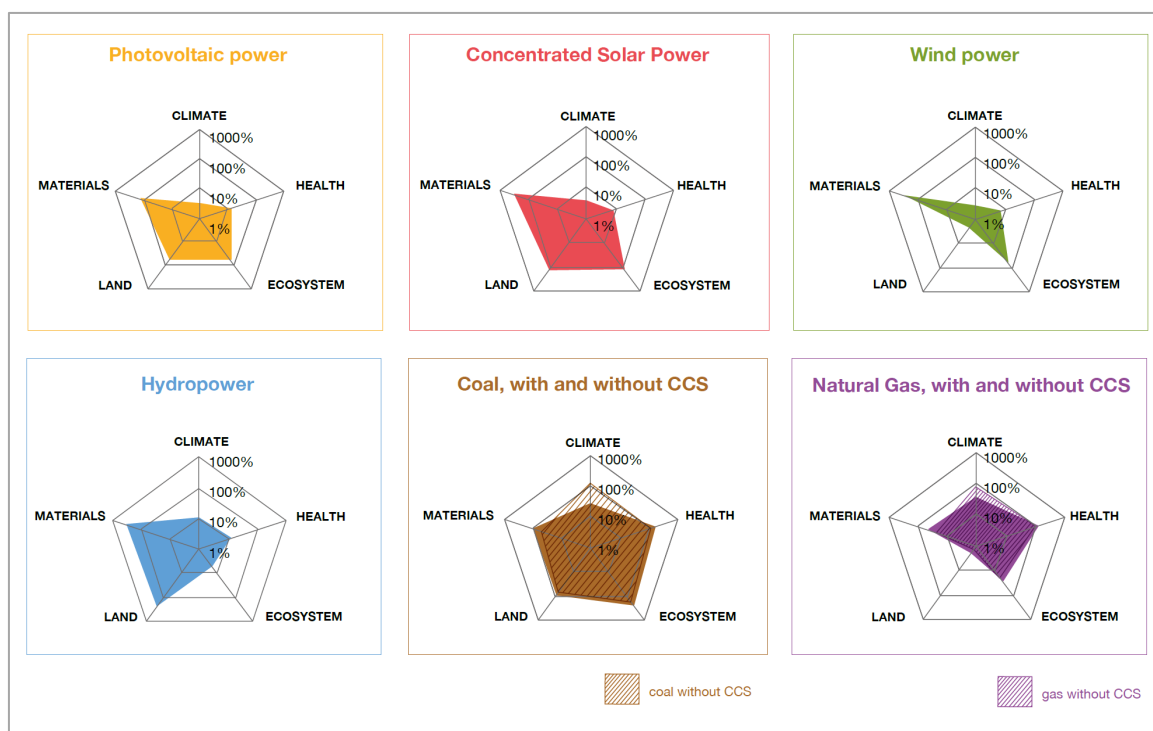 Photovoltaic power
CLIMATE
1000%
100%
10%
1%
MATERIALS
HEALTH
LAND
ECOSYSTEM
Concentrated Solar Power
CLIMATE
1000%
100%
10%
1%
MATERIALS
HEALTH
LAND
ECOSYSTEM
Wind power
CLIMATE
1000%
100%
10%
1%
MATERIALS
HEALTH
LAND
ECOSYSTEM
Hydropower
CLIMATE
1000%
100%
10%
1%
MATERIALS
HEALTH
LAND
ECOSYSTEM
Coal, with and without CCS
CLIMATE
1000%
100%
10%
1%
MATERIALS
HEALTH
LAND
ECOSYSTEM
coal without CCS
Natural Gas, with and without CCS
CLIMATE
1000%
100%
10%
1%
MATERIALS
HEALTH
LAND
ECOSYSTEM
gas without CCS